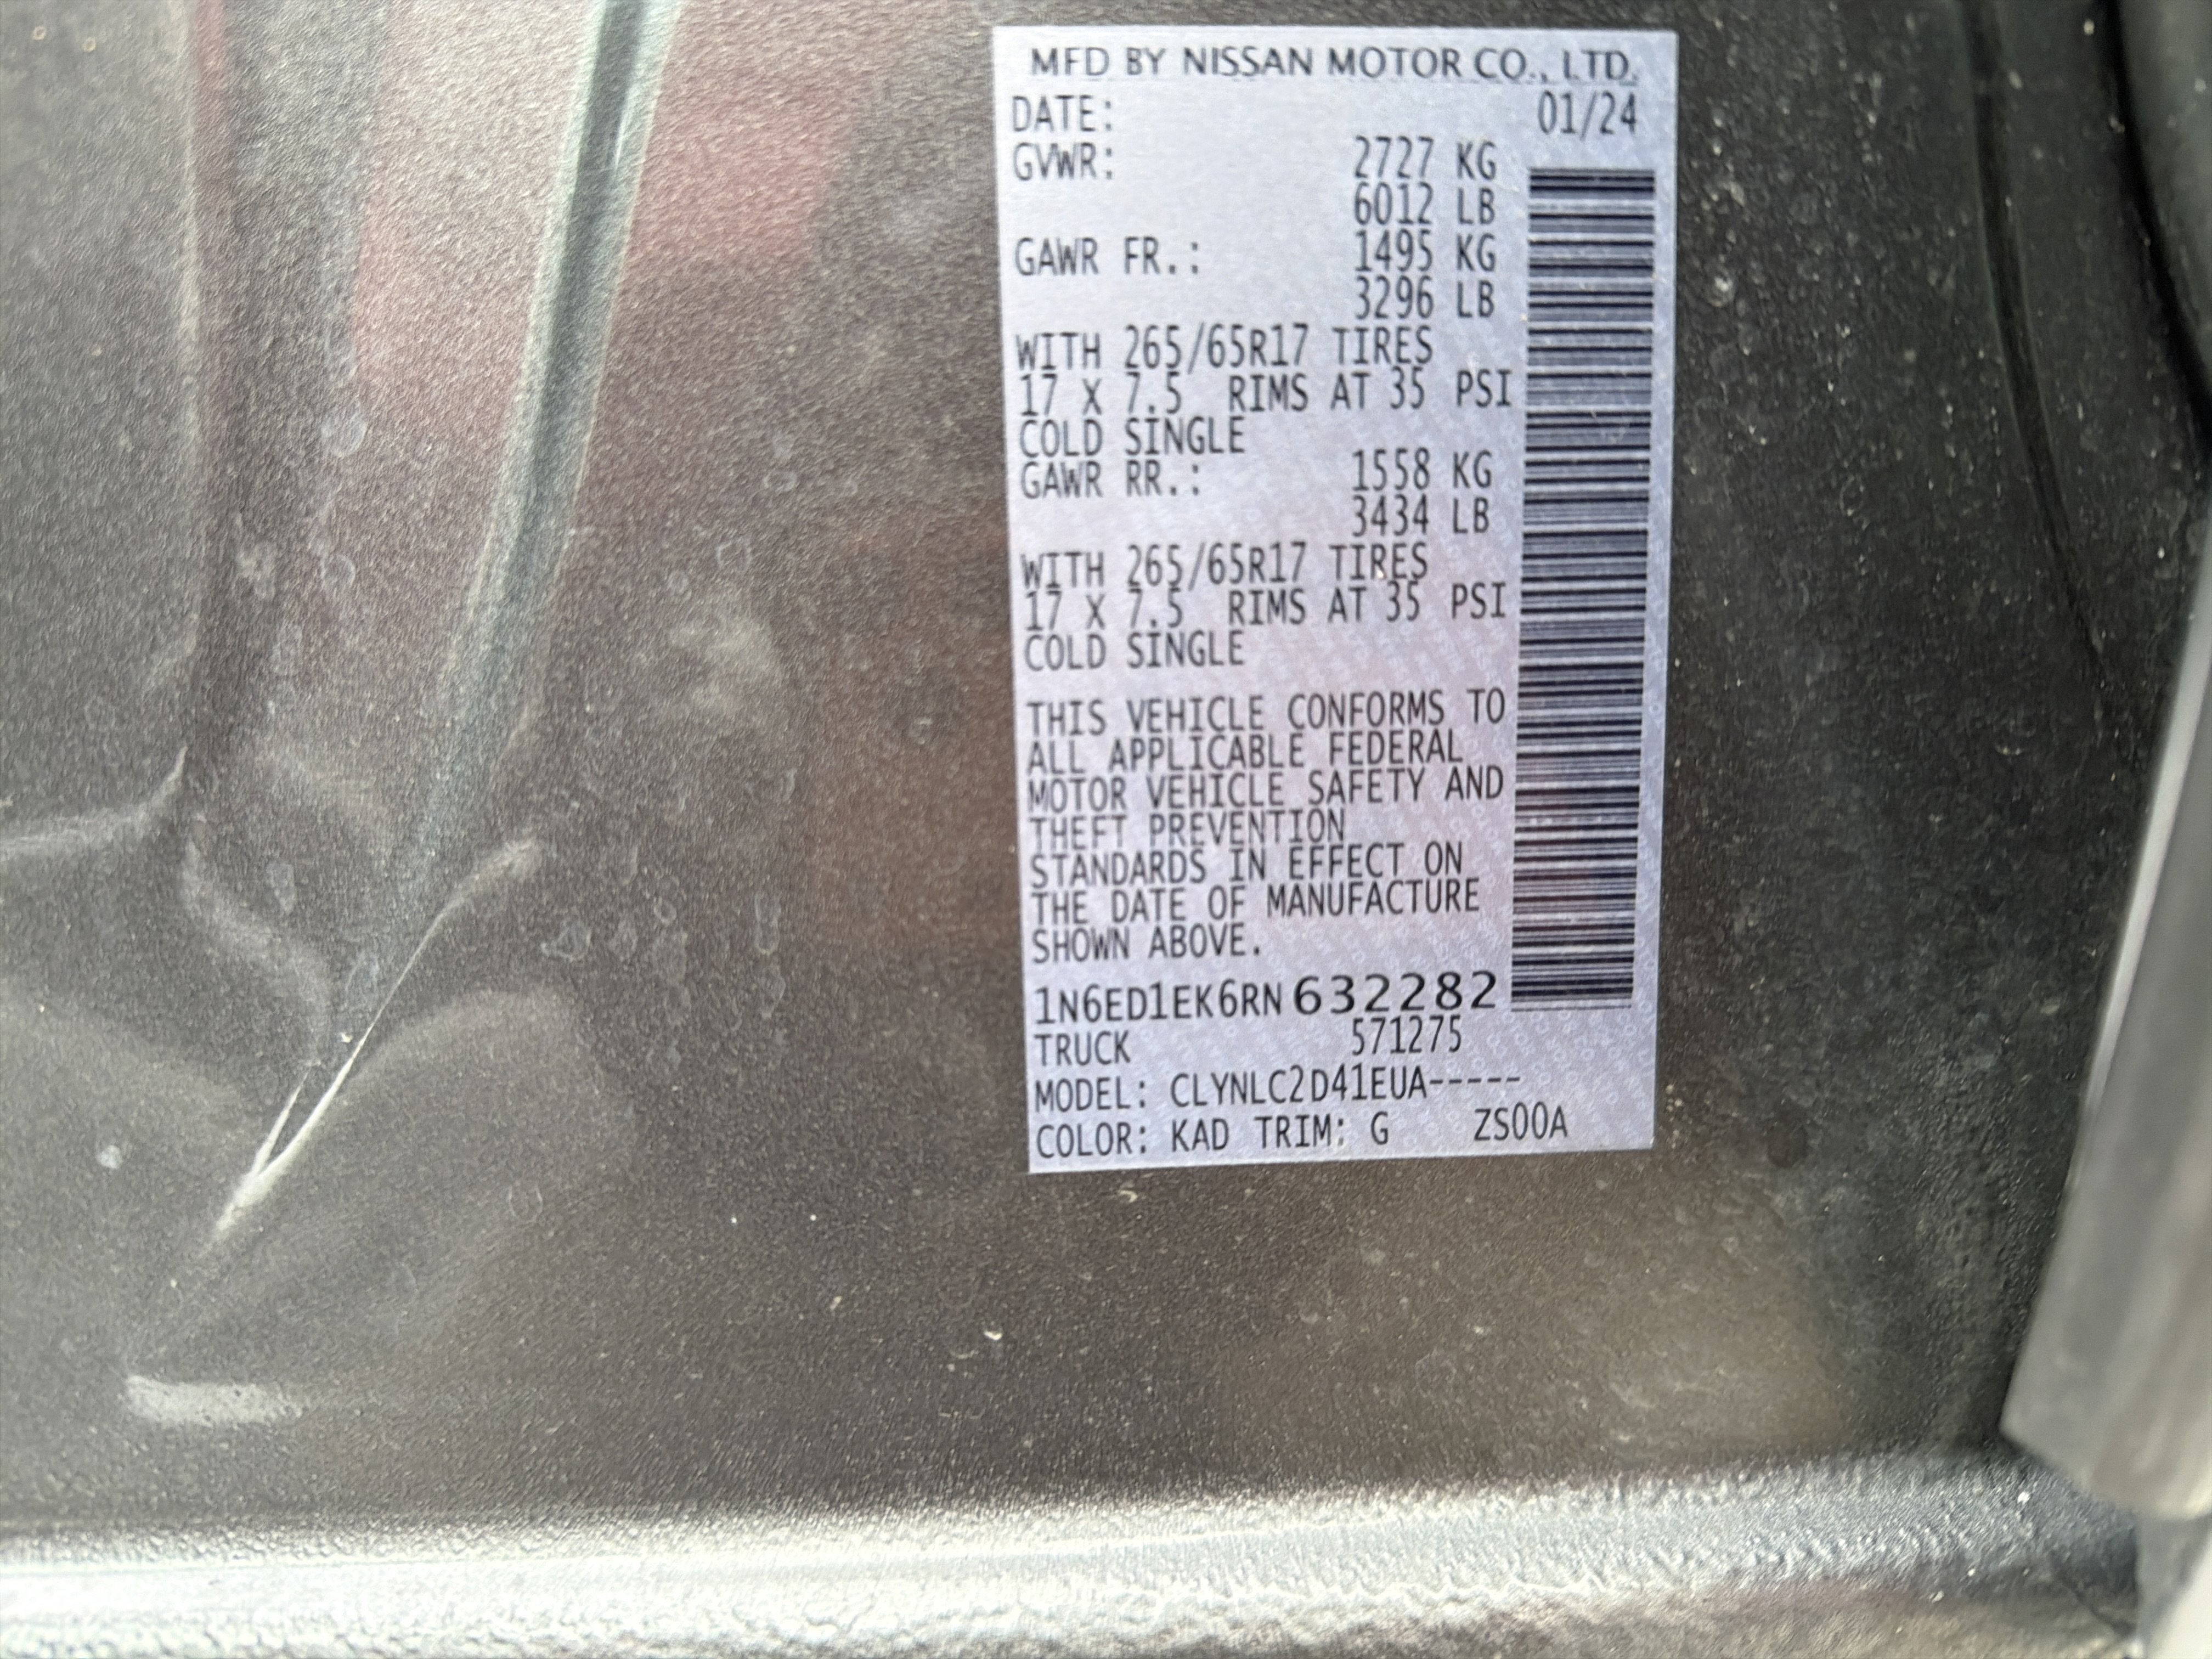 MFD BY NISSAN MOTOR CO., LTD.
DATE: 01/24
GVWR: 2727 KG
6012 LB
GAWR FR.: 1495 KG
3296 LB
WITH 265/65R17 TIRES
17 X 7.5 RIMS AT 35 PSI
COLD SINGLE
GAWR RR.: 1558 KG
3434 LB
WITH 265/65R17 TIRES
17 X 7.5 RIMS AT 35 PSI
COLD SINGLE
THIS VEHICLE CONFORMS TO
ALL APPLICABLE FEDERAL
MOTOR VEHICLE SAFETY AND
THEFT PREVENTION
STANDARDS IN EFFECT ON
THE DATE OF MANUFACTURE
SHOWN ABOVE.
1N6ED1EK6RN632282
TRUCK 571275
MODEL: CLYNLC2D41EUA-----
COLOR: KAD TRIM: G ZS00A